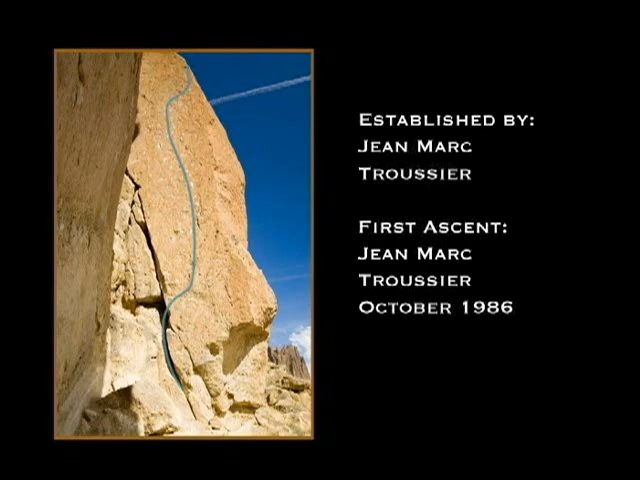 Established by:
Jean Marc
Troussier
First Ascent:
Jean Marc
Troussier
October 1986